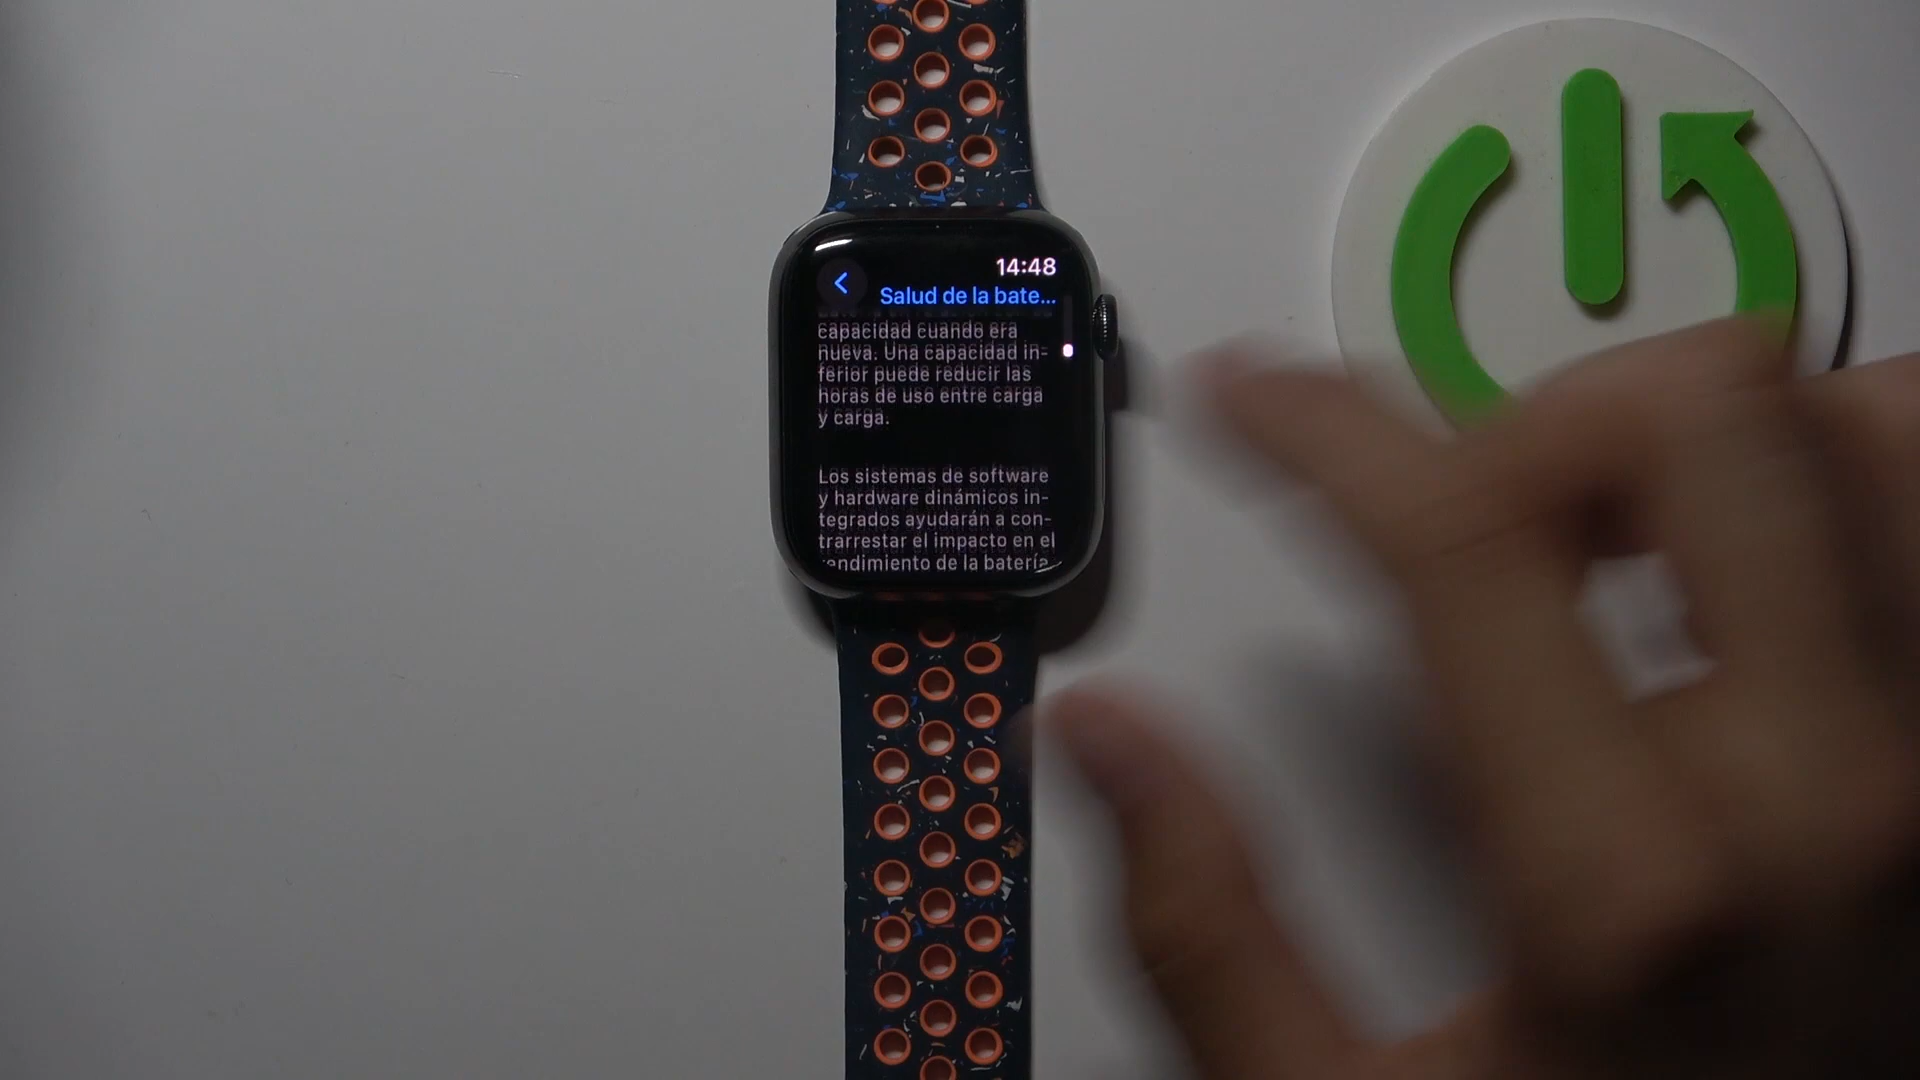 14:48
Salud de la bate...
capacidad cuando era
nueva. Una capacidad in-
ferior puede reducir las
horas de uso entre carga
y carga.
Los sistemas de software
y hardware dinámicos in-
tegrados ayudarán a con-
trarrestar el impacto en el
rendimiento de la batería